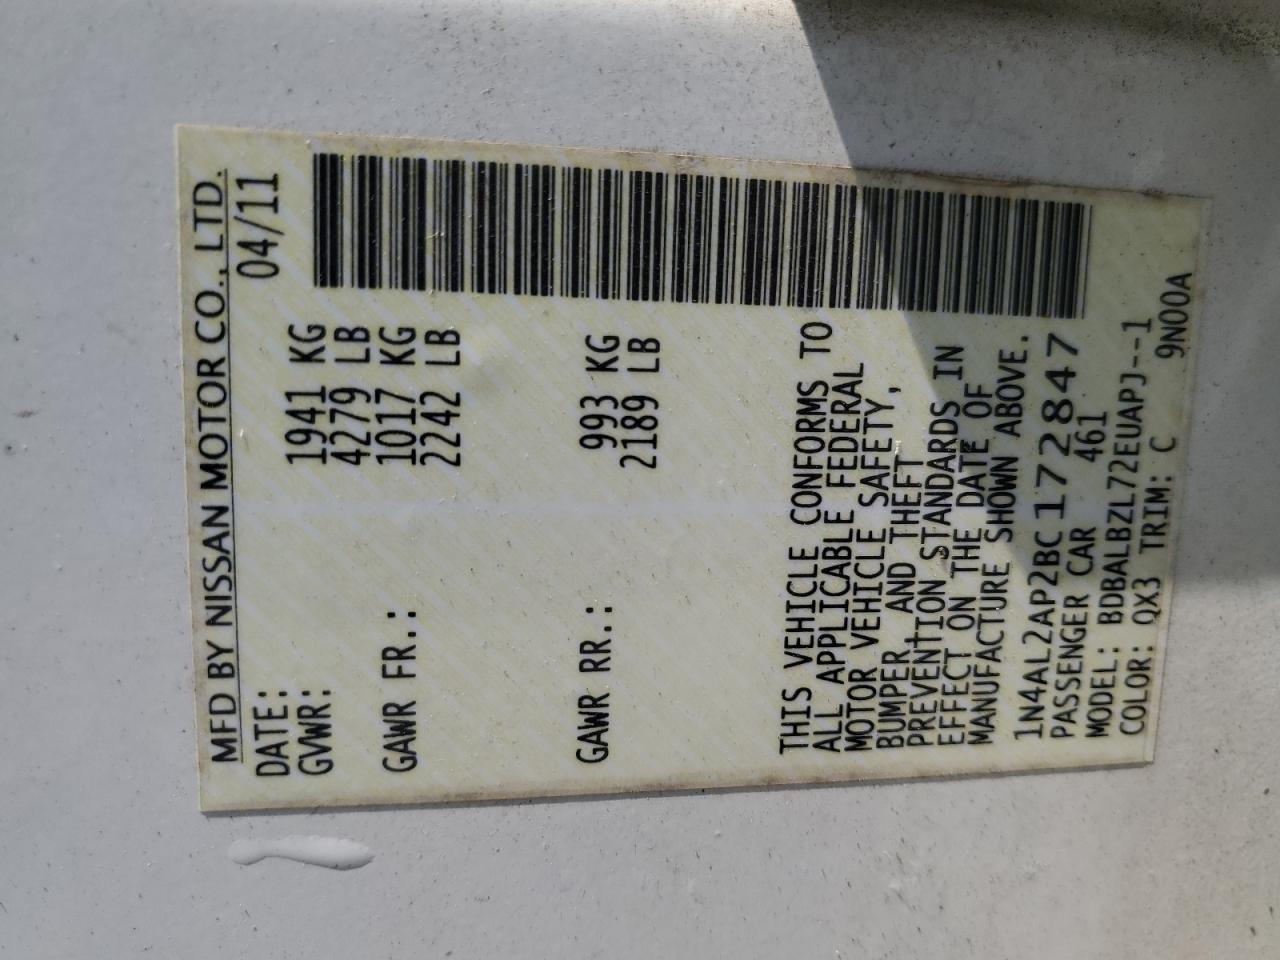 MFD BY NISSAN MOTOR CO., LTD.
DATE: 04/11
GVWR: 1941 KG
4279 LB
GAWR FR.: 1017 KG
2242 LB
GAWR RR.: 993 KG
2189 LB
THIS VEHICLE CONFORMS TO
ALL APPLICABLE FEDERAL
MOTOR VEHICLE SAFETY,
BUMPER, AND THEFT
PREVENTION STANDARDS IN
EFFECT ON THE DATE OF
MANUFACTURE SHOWN ABOVE.
1N4AL2AP2BC172847
PASSENGER CAR 461
MODEL: BDBALBZL72EUAPJ--1
COLOR: QX3 TRIM: C 9N00A